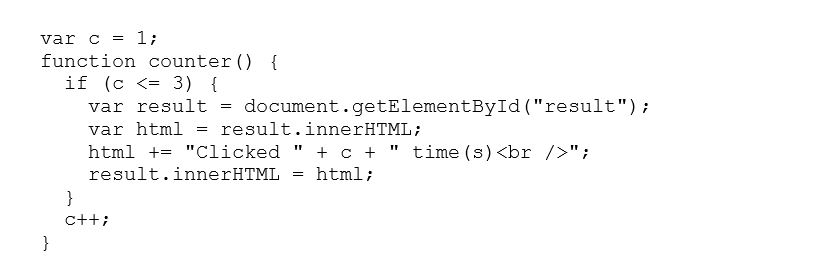 var c = 1;
function counter() {
  if (c <= 3) {
    var result = document.getElementById("result");
    var html = result.innerHTML;
    html += "Clicked " + c + " time(s)<br />";
    result.innerHTML = html;
  }
  c++;
}